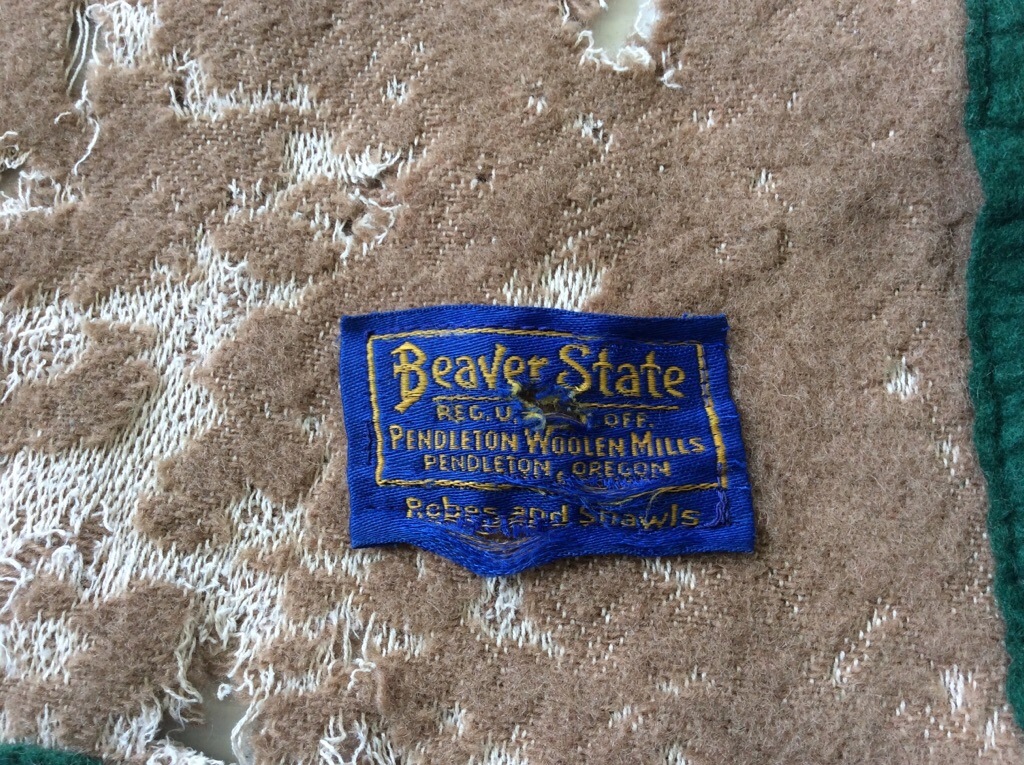 Beaver State
REG. U. OFF.
PENDLETON WOOLEN MILLS
PENDLETON, OREGON
Robes and Shawls